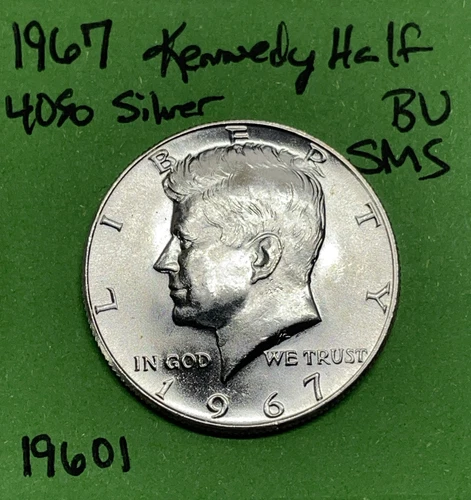 1967 Kennedy Half
40% Silver BU
SMS
LIBERTY
IN GOD WE TRUST
1967
19601